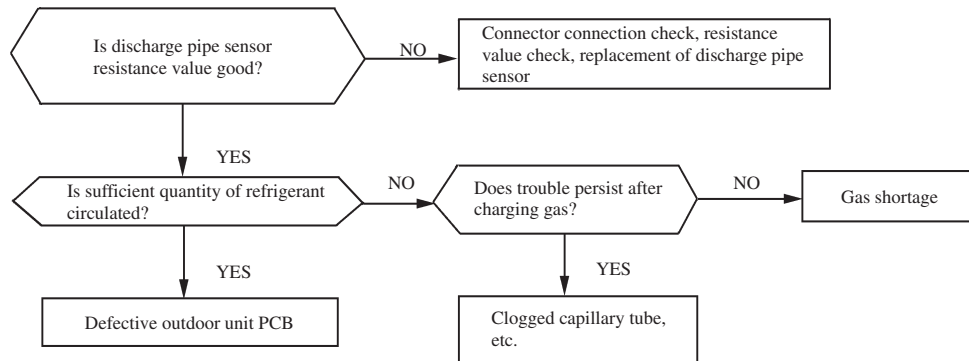 Is discharge pipe sensor
resistance value good?
NO
Connector connection check, resistance
value check, replacement of discharge pipe
sensor
YES
Is sufficient quantity of refrigerant
circulated?
NO
Does trouble persist after
charging gas?
NO
Gas shortage
YES
YES
Defective outdoor unit PCB
Clogged capillary tube,
etc.